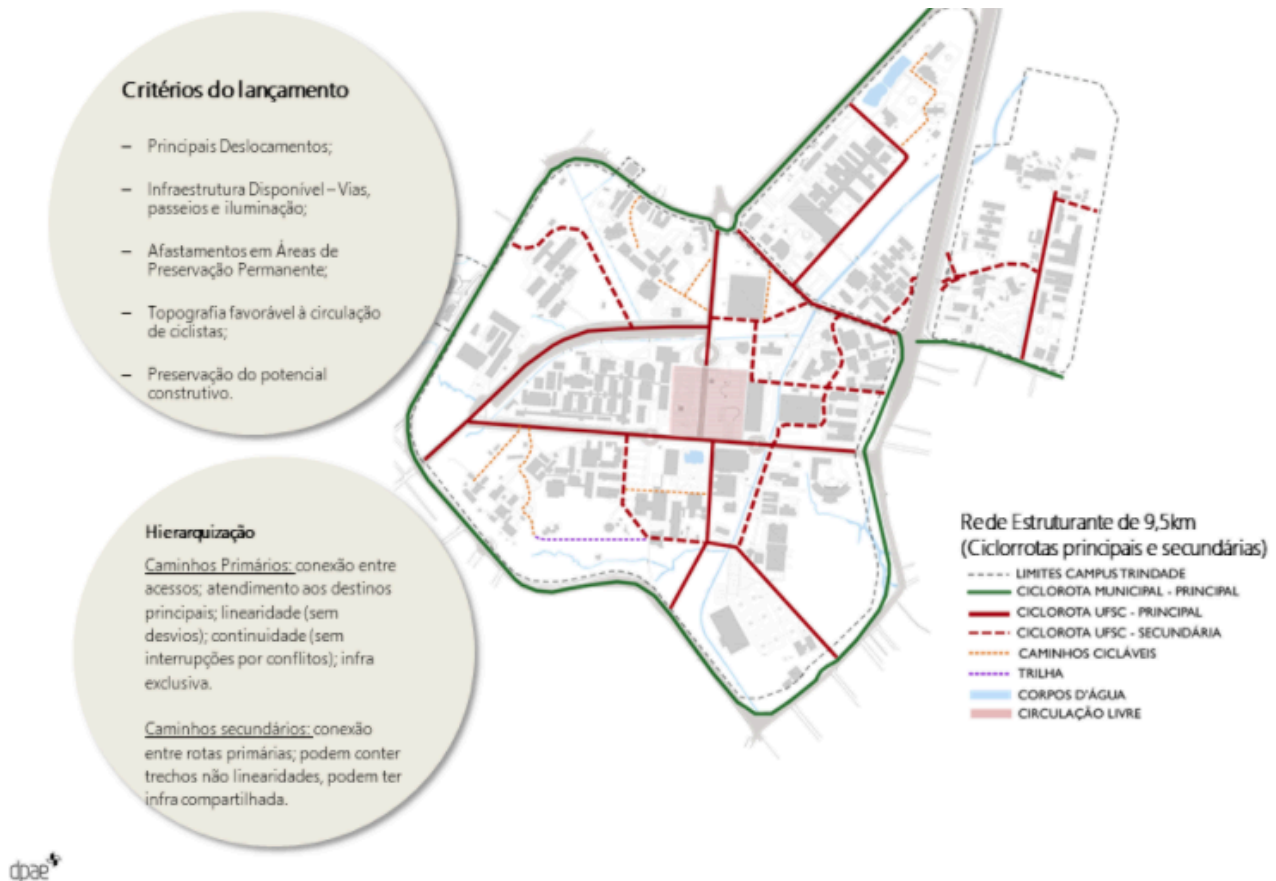 Critérios do lançamento
– Principais Deslocamentos;
– Infraestrutura Disponível – Vias,
passeios e iluminação;
– Afastamentos em Áreas de
Preservação Permanente;
– Topografia favorável à circulação
de ciclistas;
– Preservação do potencial
construtivo.
Hierarquização
Caminhos Primários: conexão entre
acessos; atendimento aos destinos
principais; linearidade (sem
desvios); continuidade (sem
interrupções por conflitos); infra
exclusiva.
Caminhos secundários: conexão
entre rotas primárias; podem conter
trechos não linearidades, podem ter
infra compartilhada.
Rede Estruturante de 9,5km
(Ciclorrotas principais e secundárias)
LIMITES CAMPUS TRINDADE
CICLOROTA MUNICIPAL - PRINCIPAL
CICLOROTA UFSC - PRINCIPAL
CICLOROTA UFSC - SECUNDÁRIA
CAMINHOS CICLÁVEIS
TRILHA
CORPOS D'ÁGUA
CIRCULAÇÃO LIVRE
dpae